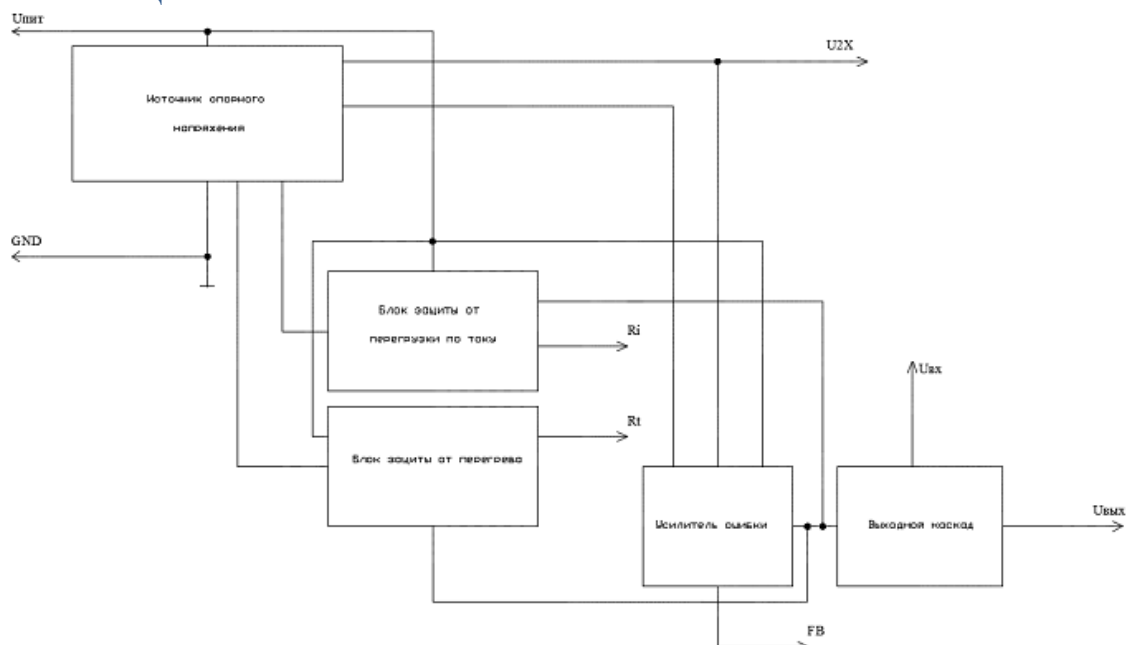 Uпит
U2X
Источник опорного
напряжения
GND
Блок защиты от
перегрузки по току
Ri
Uвх
Rt
Блок защиты от перегрева
Усилитель ошибки
Выходной каскад
Uвых
FB